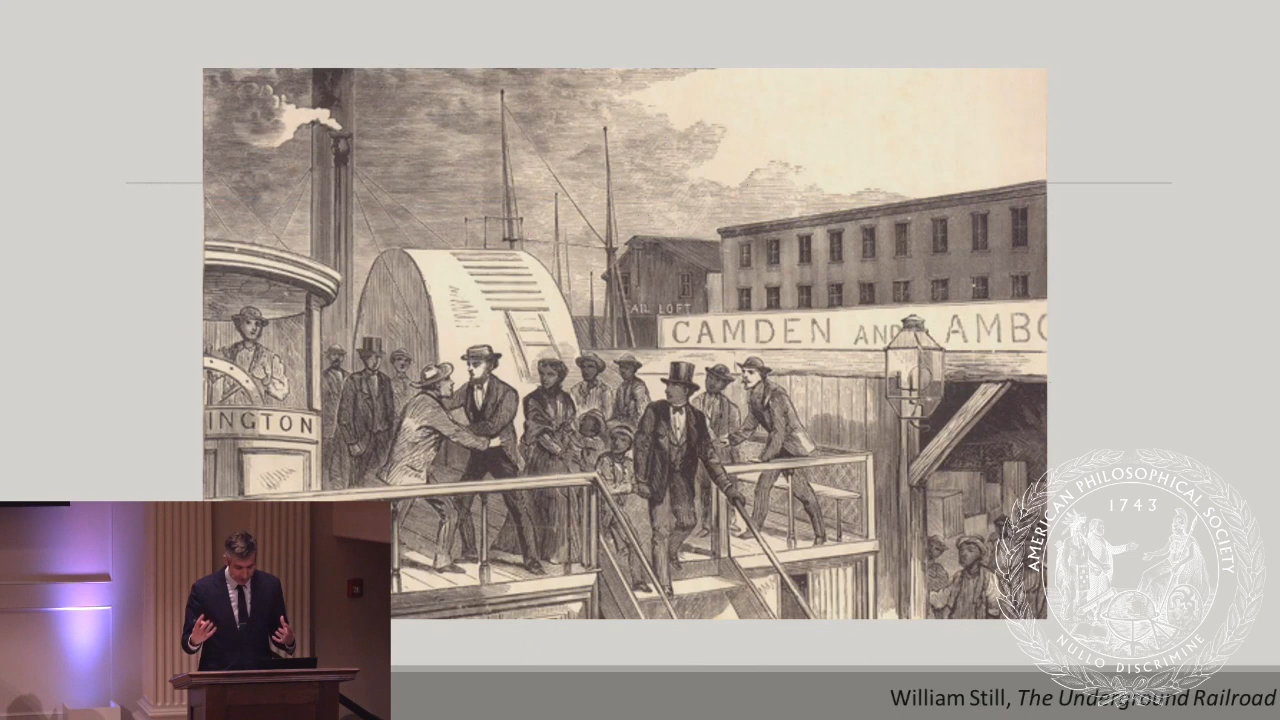 AIL LOFT
CAMDEN AND AMBO
INGTON
AMERICAN PHILOSOPHICAL SOCIETY
1743
NULLO DISCRIMINE
William Still, The Underground Railroad